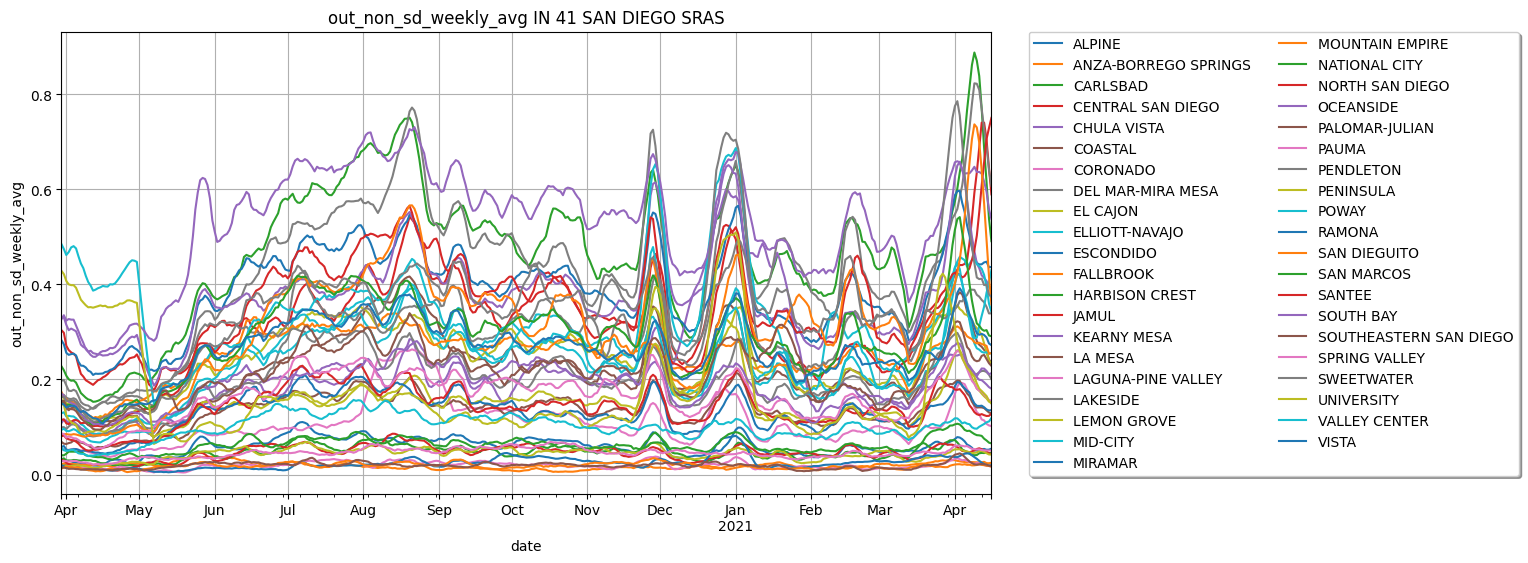 out_non_sd_weekly_avg IN 41 SAN DIEGO SRAS
out_non_sd_weekly_avg
0.8
0.6
0.4
0.2
0.0
Apr May Jun Jul Aug Sep Oct Nov Dec Jan Feb Mar Apr
2021
date
ALPINE
ANZA-BORREGO SPRINGS
CARLSBAD
CENTRAL SAN DIEGO
CHULA VISTA
COASTAL
CORONADO
DEL MAR-MIRA MESA
EL CAJON
ELLIOTT-NAVAJO
ESCONDIDO
FALLBROOK
HARBISON CREST
JAMUL
KEARNY MESA
LA MESA
LAGUNA-PINE VALLEY
LAKESIDE
LEMON GROVE
MID-CITY
MIRAMAR
MOUNTAIN EMPIRE
NATIONAL CITY
NORTH SAN DIEGO
OCEANSIDE
PALOMAR-JULIAN
PAUMA
PENDLETON
PENINSULA
POWAY
RAMONA
SAN DIEGUITO
SAN MARCOS
SANTEE
SOUTH BAY
SOUTHEASTERN SAN DIEGO
SPRING VALLEY
SWEETWATER
UNIVERSITY
VALLEY CENTER
VISTA